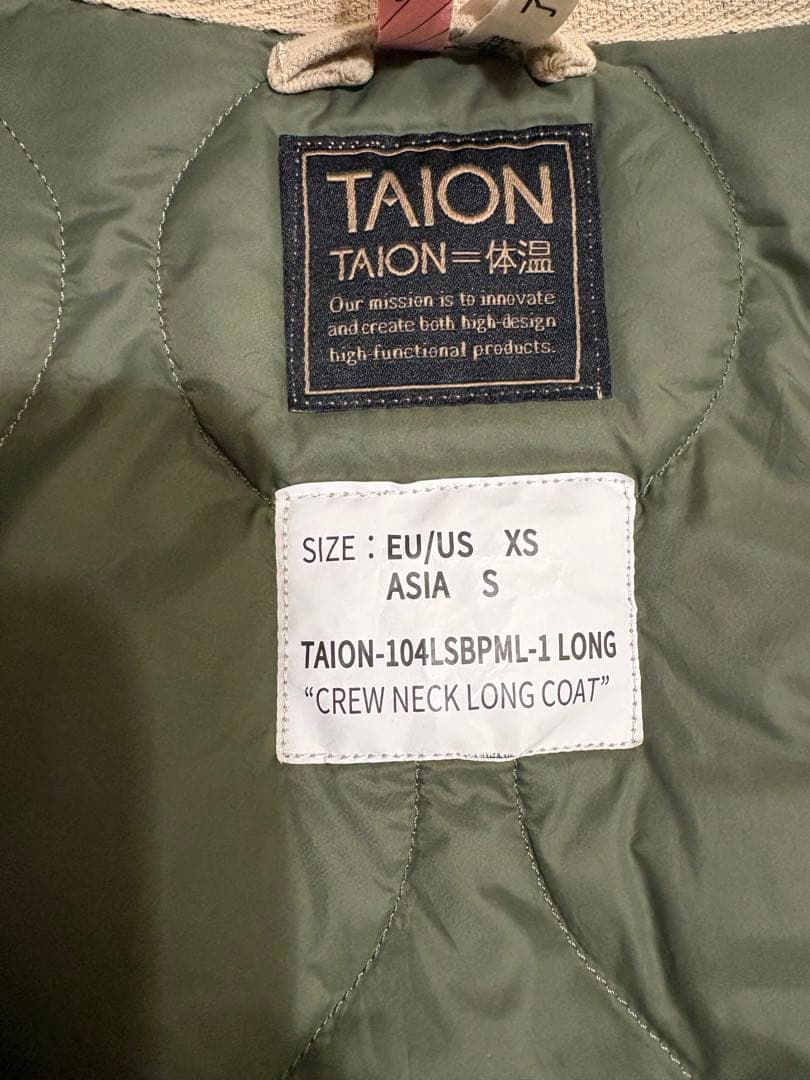 TAION
TAION=体温
Our mission is to innovate
and create both high-design
high-functional products.
SIZE : EU/US XS
ASIA S
TAION-104LSBPML-1 LONG
“CREW NECK LONG COAT”